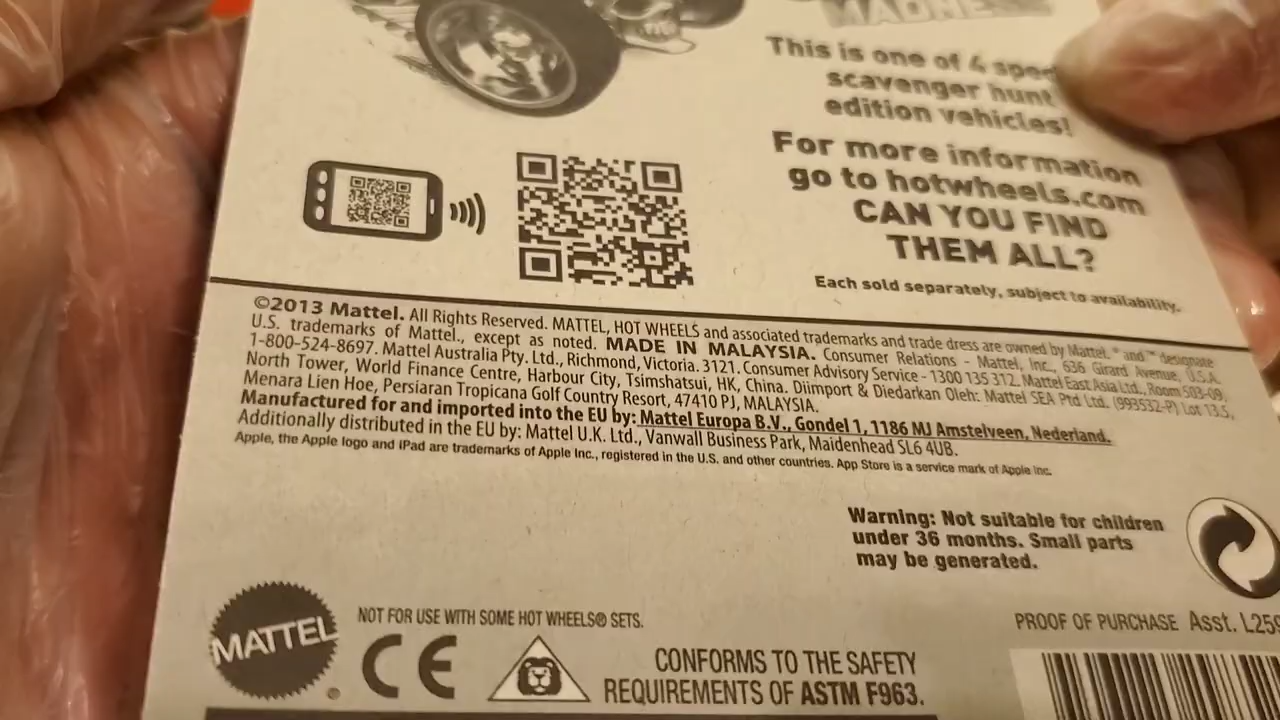 MADNESS
This is one of 4
scavenger hunt
edition vehicles!
For more information
go to hotwheels.com
CAN YOU FIND
THEM ALL?
Each sold separately, subject to availability.
©2013 Mattel. All Rights Reserved. MATTEL, HOT WHEELS and associated trademarks and trade dress are owned by Mattel. ® and ™ designate
U.S. trademarks of Mattel., except as noted. MADE IN MALAYSIA. Consumer Relations - Mattel, Inc., 636 Girard Avenue, U.S.A.
1-800-524-8697. Mattel Australia Pty. Ltd., Richmond, Victoria. 3121. Consumer Advisory Service - 1300 135 312. Mattel East Asia Ltd., Room 503-09,
North Tower, World Finance Centre, Harbour City, Tsimshatsui, HK, China. Diimport & Diedarkan Oleh: Mattel SEA Ptd Ltd. (993532-P) Lot 13.5,
Menara Lien Hoe, Persiaran Tropicana Golf Country Resort, 47410 PJ, MALAYSIA.
Manufactured for and imported into the EU by: Mattel Europa B.V., Gondel 1, 1186 MJ Amstelveen, Nederland.
Additionally distributed in the EU by: Mattel U.K. Ltd., Vanwall Business Park, Maidenhead SL6 4UB.
Apple, the Apple logo and iPad are trademarks of Apple Inc., registered in the U.S. and other countries. App Store is a service mark of Apple Inc.
Warning: Not suitable for children
under 36 months. Small parts
may be generated.
PROOF OF PURCHASE Asst. L259
NOT FOR USE WITH SOME HOT WHEELS® SETS.
MATTEL ®
CE
CONFORMS TO THE SAFETY
REQUIREMENTS OF ASTM F963.